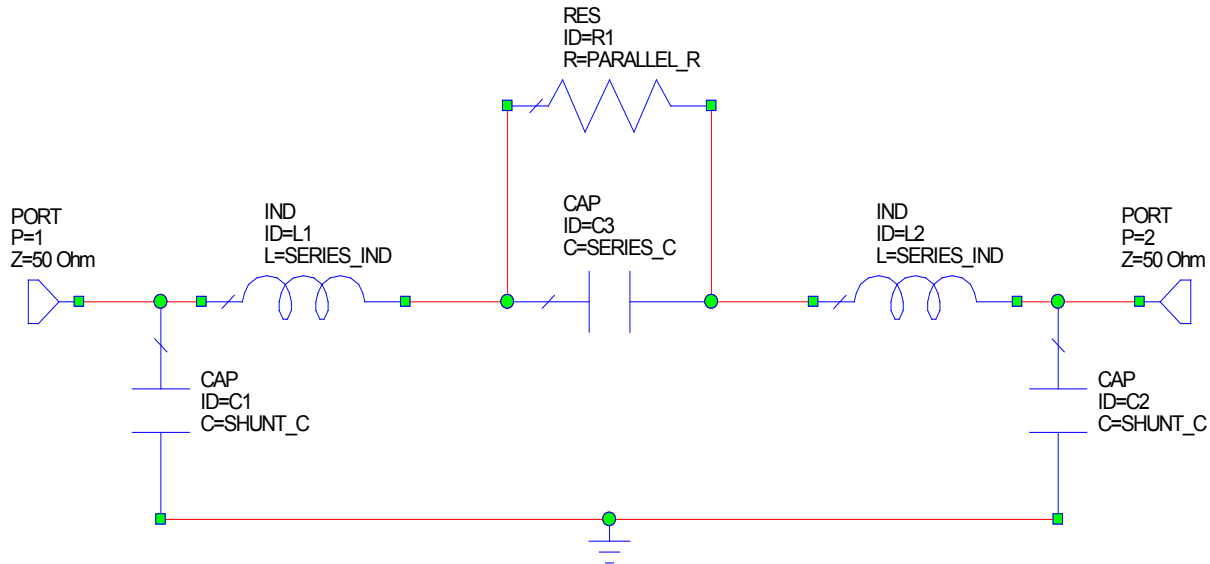 RES
ID=R1
R=PARALLEL_R
PORT
P=1
Z=50 Ohm
IND
ID=L1
L=SERIES_IND
CAP
ID=C3
C=SERIES_C
IND
ID=L2
L=SERIES_IND
PORT
P=2
Z=50 Ohm
CAP
ID=C1
C=SHUNT_C
CAP
ID=C2
C=SHUNT_C